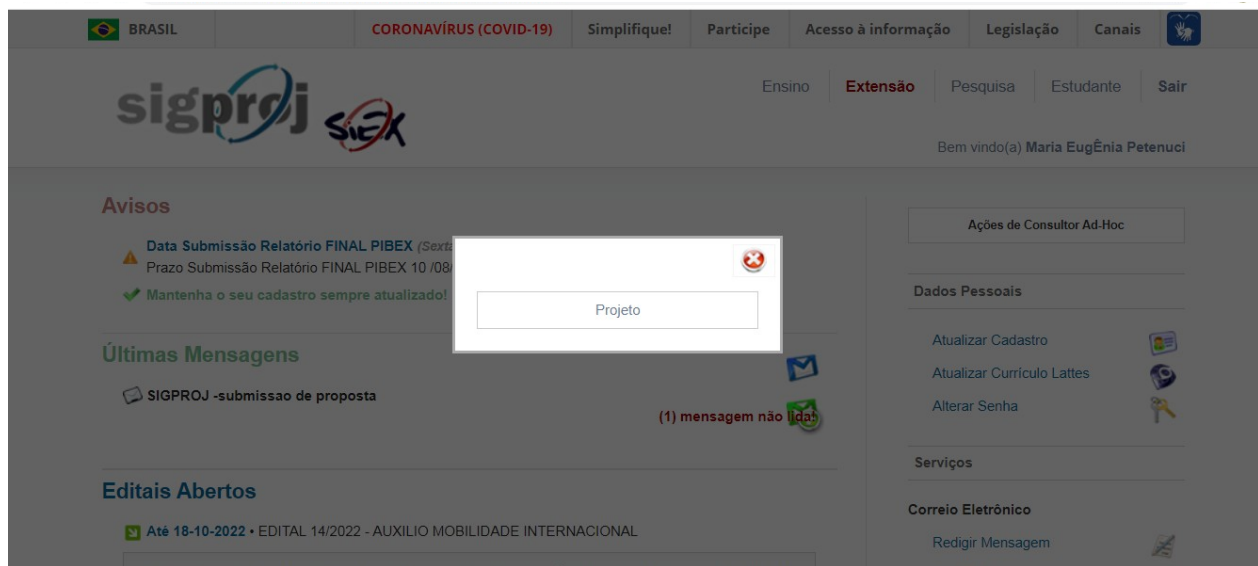 BRASIL
CORONAVÍRUS (COVID-19)
Simplifique!
Participe
Acesso à informação
Legislação
Canais
sigproj
SiEX
Ensino
Extensão
Pesquisa
Estudante
Sair
Bem vindo(a) Maria EugÊnia Petenuci
Avisos
Data Submissão Relatório FINAL PIBEX (Sexta
Prazo Submissão Relatório FINAL PIBEX 10 /08/
Mantenha o seu cadastro sempre atualizado!
Projeto
Últimas Mensagens
SIGPROJ -submissao de proposta
(1) mensagem não lida!
Editais Abertos
Até 18-10-2022 • EDITAL 14/2022 - AUXILIO MOBILIDADE INTERNACIONAL
Ações de Consultor Ad-Hoc
Dados Pessoais
Atualizar Cadastro
Atualizar Currículo Lattes
Alterar Senha
Serviços
Correio Eletrônico
Redigir Mensagem